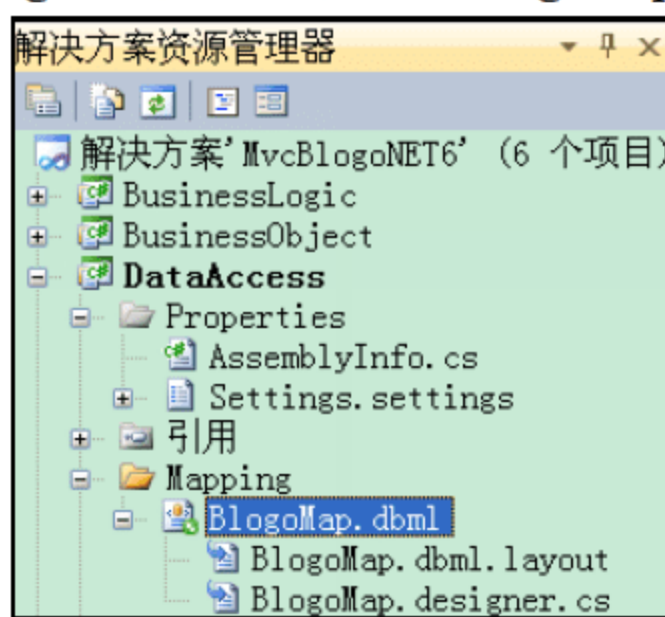 解决方案资源管理器
解决方案'MvcBlogoNET6' (6 个项目)
BusinessLogic
BusinessObject
DataAccess
Properties
AssemblyInfo.cs
Settings.settings
引用
Mapping
BlogoMap.dbml
BlogoMap.dbml.layout
BlogoMap.designer.cs